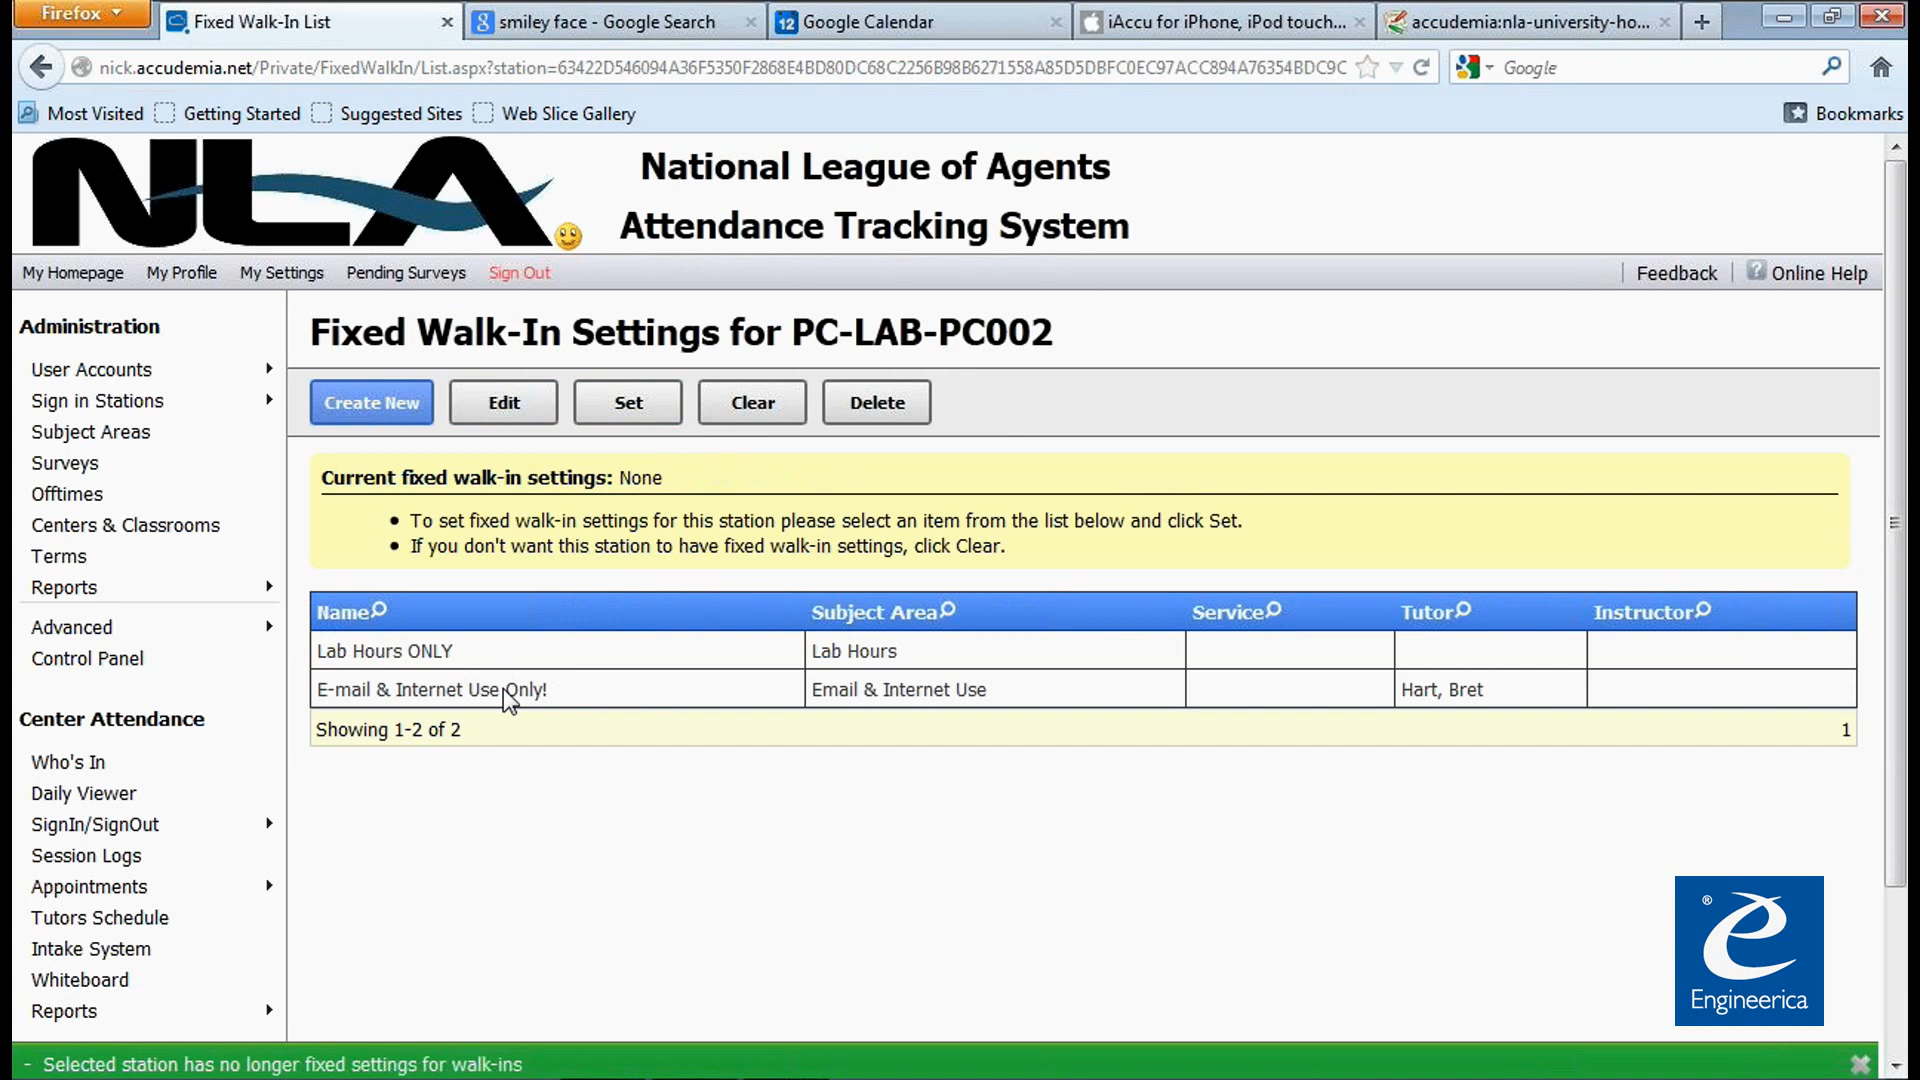 Firefox
Fixed Walk-In List
smiley face - Google Search
12 Google Calendar
iAccu for iPhone, iPod touch...
accudemia:nla-university-ho...
nick.accudemia.net/Private/FixedWalkIn/List.aspx?station=63422D546094A36F5350F2868E4BD80DC68C2256B98B6271558A85D5DBFC0EC97ACC894A76354BDC9C
Google
Most Visited
Getting Started
Suggested Sites
Web Slice Gallery
Bookmarks
NLA
National League of Agents
Attendance Tracking System
My Homepage My Profile My Settings Pending Surveys Sign Out
Feedback
Online Help
Administration
User Accounts
Sign in Stations
Subject Areas
Surveys
Offtimes
Centers & Classrooms
Terms
Reports
Advanced
Control Panel
Center Attendance
Who's In
Daily Viewer
SignIn/SignOut
Session Logs
Appointments
Tutors Schedule
Intake System
Whiteboard
Reports
Fixed Walk-In Settings for PC-LAB-PC002
Create New Edit Set Clear Delete
Current fixed walk-in settings: None
• To set fixed walk-in settings for this station please select an item from the list below and click Set.
• If you don't want this station to have fixed walk-in settings, click Clear.
Name Subject Area Service Tutor Instructor
Lab Hours ONLY Lab Hours
E-mail & Internet Use Only! Email & Internet Use Hart, Bret
Showing 1-2 of 2 1
® e
Engineerica
- Selected station has no longer fixed settings for walk-ins